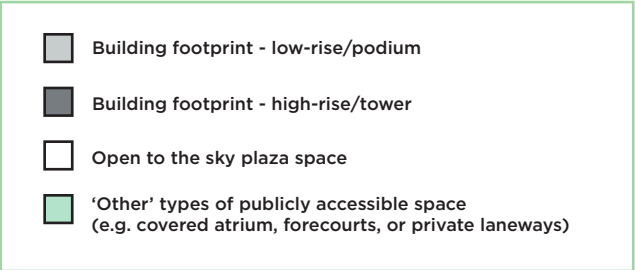 Building footprint - low-rise/podium
Building footprint - high-rise/tower
Open to the sky plaza space
‘Other’ types of publicly accessible space
(e.g. covered atrium, forecourts, or private laneways)